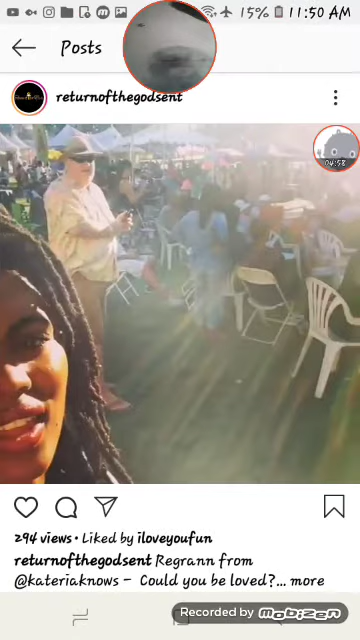 15% 11:50 AM
Posts
returnofthegodsent
04:58
294 views • Liked by iloveyoufun
returnofthegodsent Regrann from
@kateriaknows - Could you be loved?... more
Recorded by mobizen